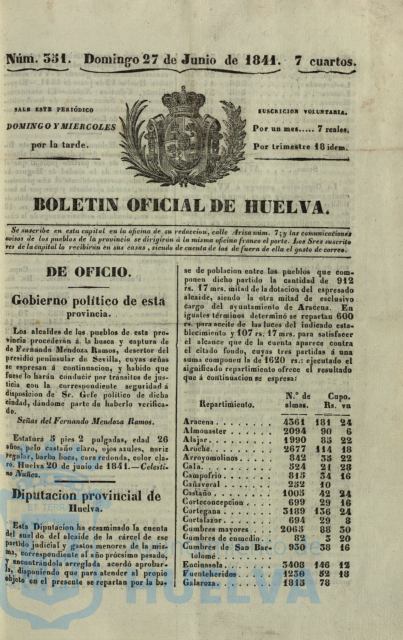 Núm. 331. Domingo 27 de Junio de 1841. 7 cuartos.
SALE ESTE PERIÓDICO
DOMINGO Y MIERCOLES
por la tarde.
SUSCRICION VOLUNTARIA.
Por un mes..... 7 reales.
Por trimestre 18 idem.
BOLETIN OFICIAL DE HUELVA.
Se suscribe en esta capital en la oficina de su redaccion, calle Arisa núm. 7; y las comunicaciones
avisos de los pueblos de la provincia se dirigirán á la misma oficina franco el porte. Los Sres suscrito
res de la capital lo recibirán en sus casas, siendo de cuenta de los de fuera de ella el gasto de correo.
DE OFICIO.
Gobierno político de esta
provincia.
Los alcaldes de los pueblos de esta pro-
vincia procederán á la busca y captura de
de Fernando Mendoza Ramos, desertor del
presidio peninsular de Sevilla, cuyas señas
se espresan á continuacion, y habido que
fuese lo harán conducir por tránsitos de jus-
ticia con la correspondiente seguridad á
disposicion de Sr. Gefe político de dicha
ciudad, dándome parte de haberlo verifica-
do.
Señas del Fernando Mendoza Ramos.
Estatura 5 pies 2 pulgadas, edad 26
años, pelo castaño claro, ojos azules, nariz
regular, barba boca, cara redonda, color cla-
ro. Huelva 20 de junio de 1841.—Celesti-
no Nuñez.
Diputacion provincial de
Huelva.
Esta Diputacion ha ecsaminado la cuenta
del sueldo del alcaide de la cárcel de ese
partido judicial y gastos menores de la mis-
ma, correspondiente al año prócsimo pasado,
y encontrándola arreglada acordó aprobar-
la, disponiendo que para atender al propio
objeto en el presente se repartan por la ba-
se de poblacion entre los pueblos que com-
ponen dicho partido la cantidad de 912
rs. 17 mrs. mitad de la dotacion del espresado
alcaide, siendo la otra mitad de esclusivo
cargo del ayuntamiento de Aracena. En
iguales términos determinó se repartan 600
rs. para aceite de las luces del indicado esta-
blecimiento y 107 rs. 17 mrs. para satisfacer
el alcance que de la cuenta aparece contra
el citado fondo, cuyas tres partidas á una
suma componen la de 1620 rs.: ejecutado el
significado repartimiento ofrece el resultado
que á continuacion se espresa:
Repartimiento. N.º de almas. Cupo. Rs. vn
Aracena 4361 181 24
Almonaster 2094 90 6
Alajar 1990 83 22
Aroche 2677 114 18
Arroyomolinos 842 35 22
Cala 524 21 28
Campofrio 815 34 16
Cañaveral 232 10
Castaño 1005 42 24
Corteconcepcion 699 29 16
Cortegana 3189 136 24
Cortelazor 694 29 8
Cumbres mayores 2065 88 30
Cumbres de enmedio 82 3 20
Cumbres de San Bar- 930 38 16
tolomé
Encinasola 3408 146 12
Fuenteheridos 1230 52 18
Galaroza 1813 78
HUELVA